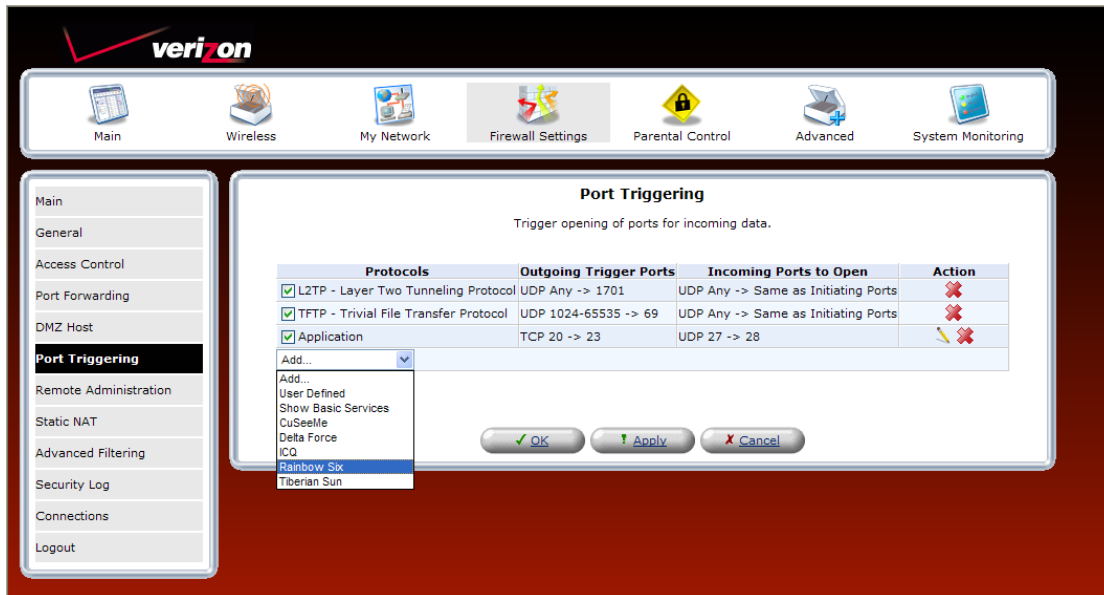 verizon
Main Wireless My Network Firewall Settings Parental Control Advanced System Monitoring
Main
General
Access Control
Port Forwarding
DMZ Host
Port Triggering
Remote Administration
Static NAT
Advanced Filtering
Security Log
Connections
Logout
Port Triggering
Trigger opening of ports for incoming data.
Protocols Outgoing Trigger Ports Incoming Ports to Open Action
L2TP - Layer Two Tunneling Protocol UDP Any -> 1701 UDP Any -> Same as Initiating Ports
TFTP - Trivial File Transfer Protocol UDP 1024-65535 -> 69 UDP Any -> Same as Initiating Ports
Application TCP 20 -> 23 UDP 27 -> 28
Add...
Add...
User Defined
Show Basic Services
CuSeeMe
Delta Force
ICQ
Rainbow Six
Tiberian Sun
OK Apply Cancel